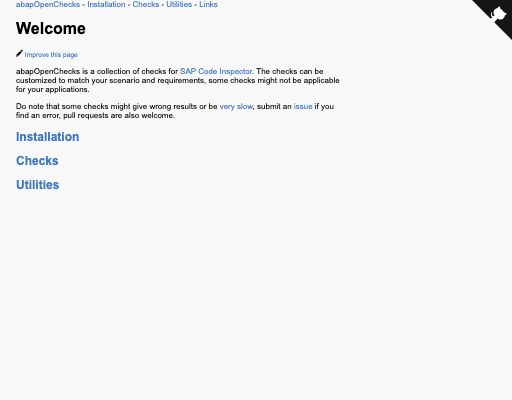 abapOpenChecks - Installation - Checks - Utilities - Links
Welcome
Improve this page
abapOpenChecks is a collection of checks for SAP Code Inspector. The checks can be
customized to match your scenario and requirements, some checks might not be applicable
for your applications.
Do note that some checks might give wrong results or be very slow, submit an issue if you
find an error, pull requests are also welcome.
Installation
Checks
Utilities